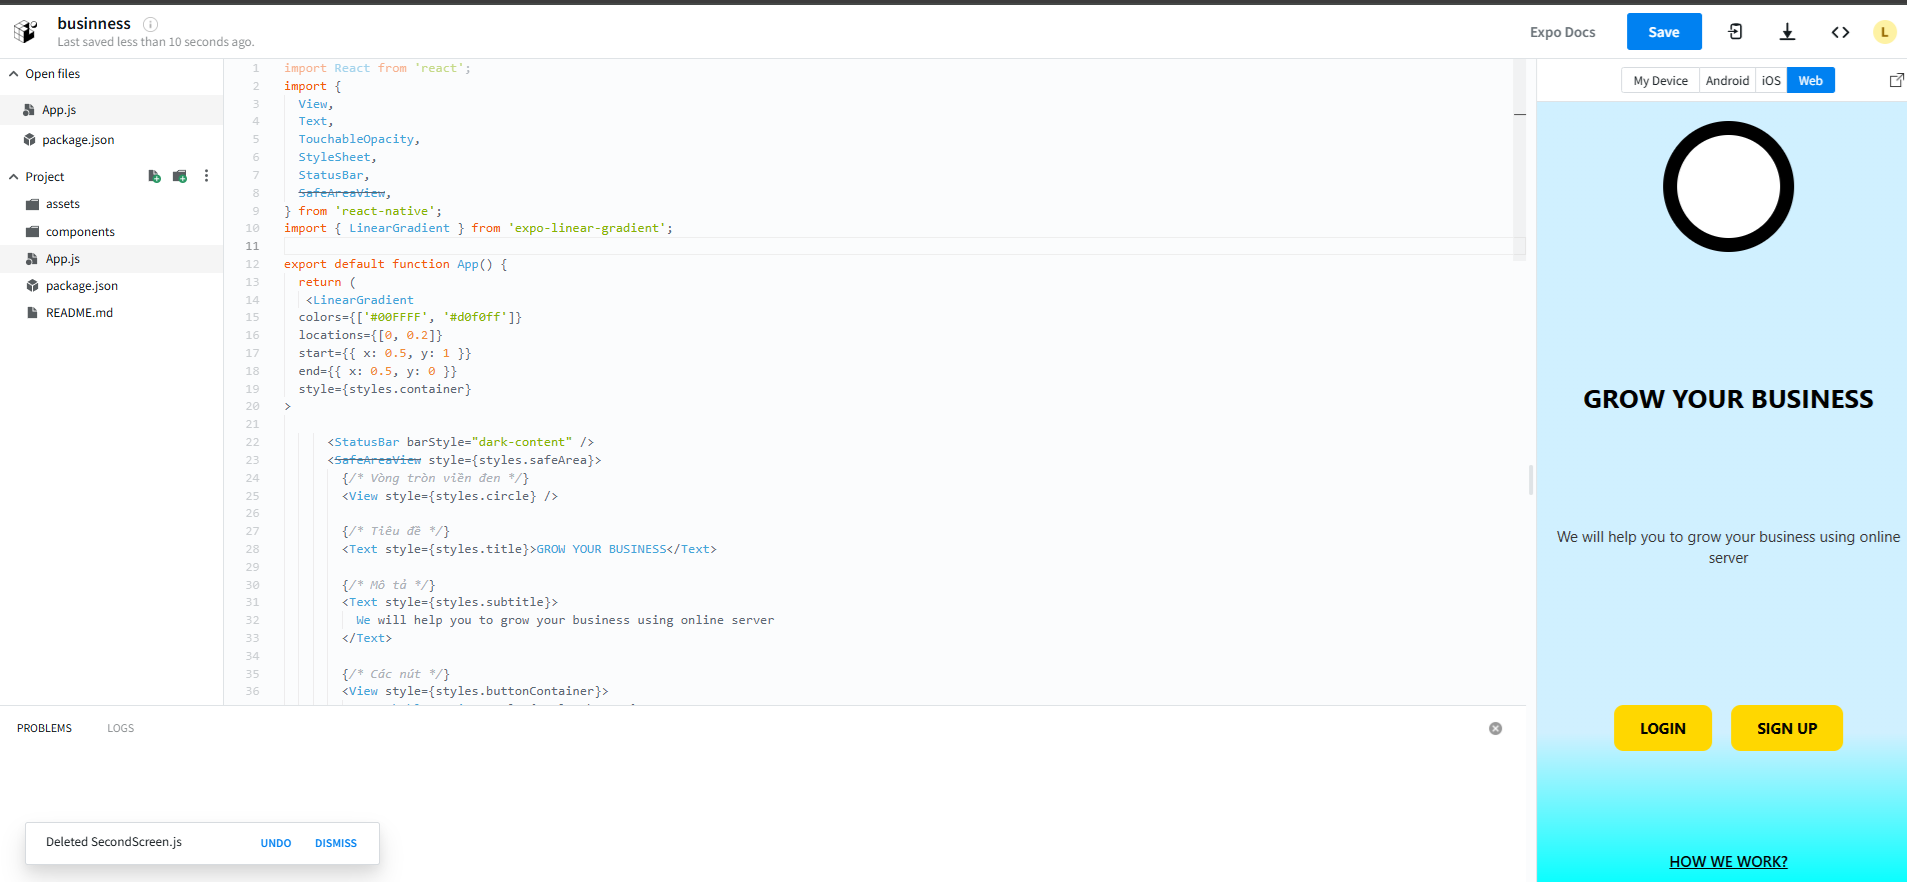 businness
Last saved less than 10 seconds ago.
Expo Docs
Save
L
Open files
App.js
package.json
Project
assets
components
App.js
package.json
README.md
1 import React from 'react';
2 import {
3 View,
4 Text,
5 TouchableOpacity,
6 StyleSheet,
7 StatusBar,
8 SafeAreaView,
9 } from 'react-native';
10 import { LinearGradient } from 'expo-linear-gradient';
11
12 export default function App() {
13 return (
14 <LinearGradient
15 colors={['#00FFFF', '#d0f0ff']}
16 locations={[0, 0.2]}
17 start={{ x: 0.5, y: 1 }}
18 end={{ x: 0.5, y: 0 }}
19 style={styles.container}
20 >
21
22 <StatusBar barStyle="dark-content" />
23 <SafeAreaView style={styles.safeArea}>
24 {/* Vòng tròn viền đen */}
25 <View style={styles.circle} />
26
27 {/* Tiêu đề */}
28 <Text style={styles.title}>GROW YOUR BUSINESS</Text>
29
30 {/* Mô tả */}
31 <Text style={styles.subtitle}>
32 We will help you to grow your business using online server
33 </Text>
34
35 {/* Các nút */}
36 <View style={styles.buttonContainer}>
PROBLEMS
LOGS
Deleted SecondScreen.js
UNDO
DISMISS
My Device
Android
iOS
Web
GROW YOUR BUSINESS
We will help you to grow your business using online
server
LOGIN
SIGN UP
HOW WE WORK?